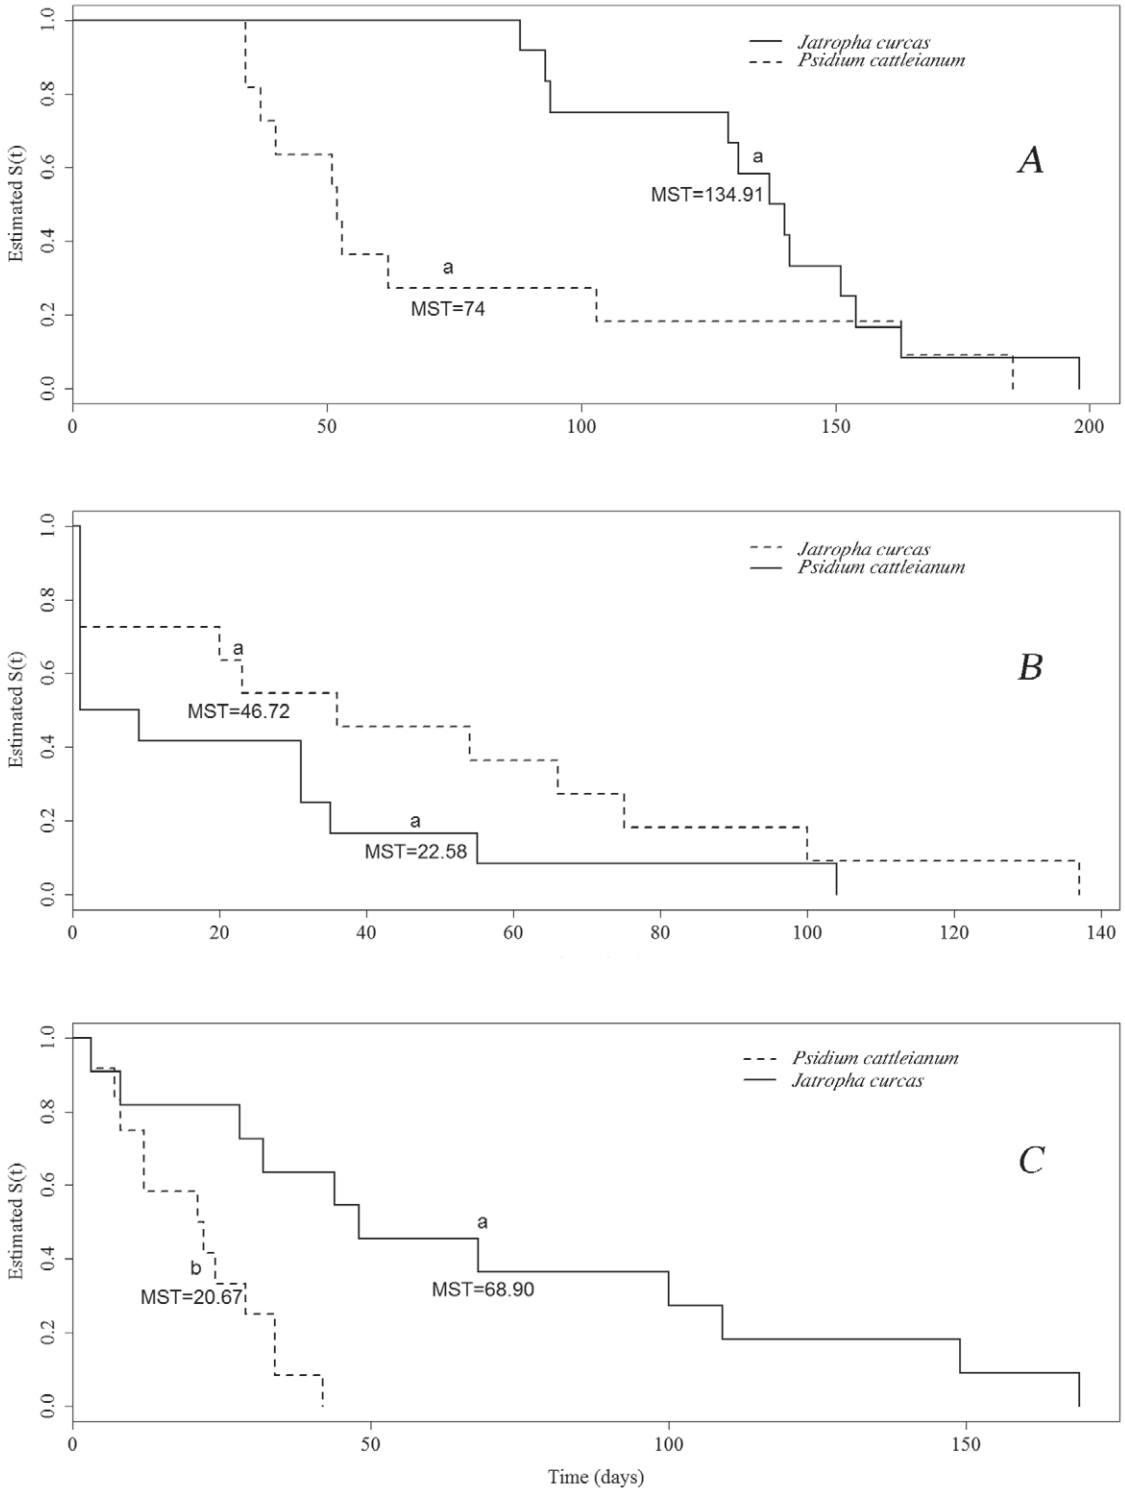 1.0
0.8
0.6
0.4
0.2
0.0
Estimated S(t)
Jatropha curcas
Psidium cattleianum
A
a
MST=134.91
a
MST=74
0 50 100 150 200
1.0
0.8
0.6
0.4
0.2
0.0
Estimated S(t)
Jatropha curcas
Psidium cattleianum
B
a
MST=46.72
a
MST=22.58
0 20 40 60 80 100 120 140
1.0
0.8
0.6
0.4
0.2
0.0
Estimated S(t)
Psidium cattleianum
Jatropha curcas
C
a
MST=68.90
b
MST=20.67
0 50 100 150
Time (days)